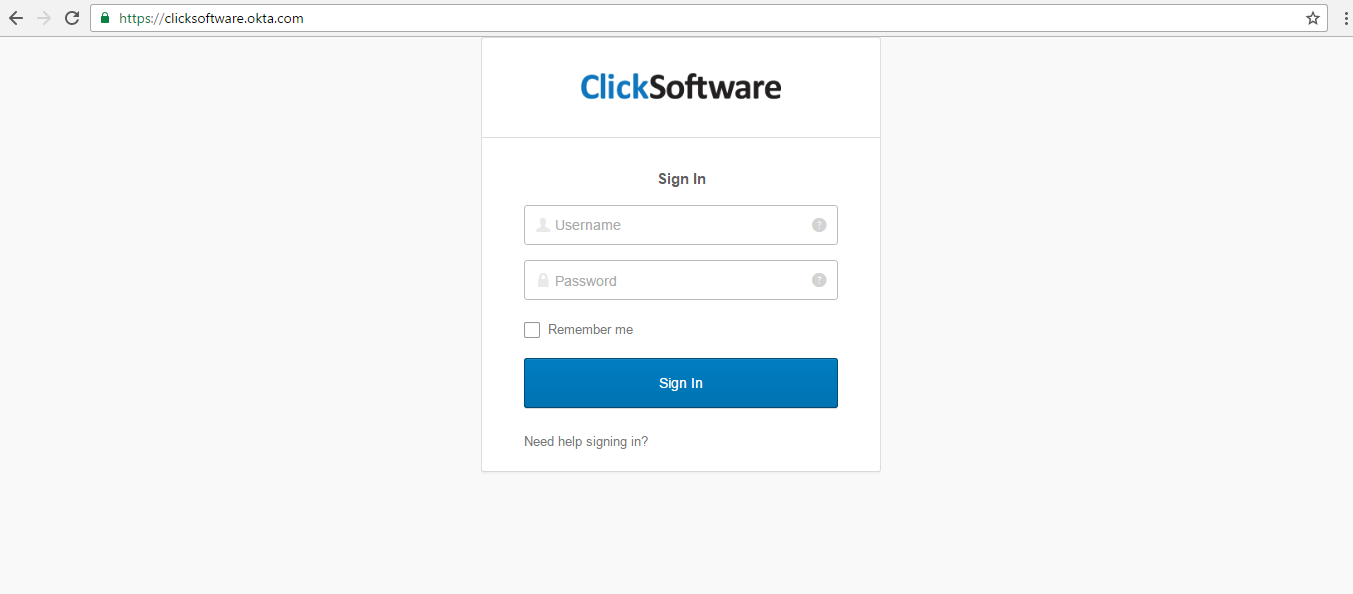 https://clicksoftware.okta.com
ClickSoftware
Sign In
Username ?
Password ?
Remember me
Sign In
Need help signing in?